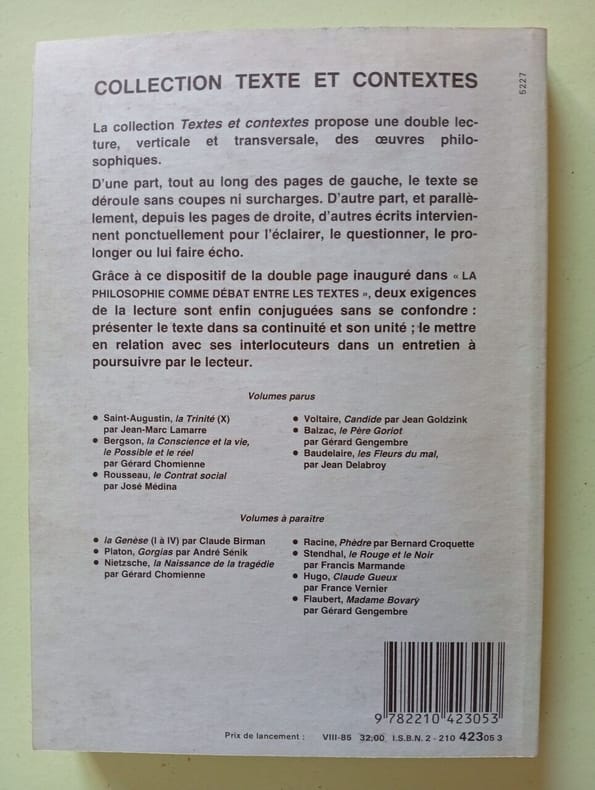 COLLECTION TEXTE ET CONTEXTES
5227
La collection Textes et contextes propose une double lec-
ture, verticale et transversale, des œuvres philo-
sophiques.
D'une part, tout au long des pages de gauche, le texte se
déroule sans coupes ni surcharges. D'autre part, et parallè-
lement, depuis les pages de droite, d'autres écrits intervien-
nent ponctuellement pour l'éclairer, le questionner, le pro-
longer ou lui faire écho.
Grâce à ce dispositif de la double page inauguré dans « LA
PHILOSOPHIE COMME DÉBAT ENTRE LES TEXTES », deux exigences
de la lecture sont enfin conjuguées sans se confondre :
présenter le texte dans sa continuité et son unité ; le mettre
en relation avec ses interlocuteurs dans un entretien à
poursuivre par le lecteur.
Volumes parus
● Saint-Augustin, la Trinité (X)
par Jean-Marc Lamarre
● Bergson, la Conscience et la vie,
le Possible et le réel
par Gérard Chomienne
● Rousseau, le Contrat social
par José Médina
● Voltaire, Candide par Jean Goldzink
● Balzac, le Père Goriot
par Gérard Gengembre
● Baudelaire, les Fleurs du mal,
par Jean Delabroy
Volumes à paraître
● la Genèse (I à IV) par Claude Birman
● Platon, Gorgias par André Sénik
● Nietzsche, la Naissance de la tragédie
par Gérard Chomienne
● Racine, Phèdre par Bernard Croquette
● Stendhal, le Rouge et le Noir
par Francis Marmande
● Hugo, Claude Gueux
par France Vernier
● Flaubert, Madame Bovary
par Gérard Gengembre
9 782210 423053
Prix de lancement : VIII-85 32,00 I.S.B.N. 2 - 210 42305 3